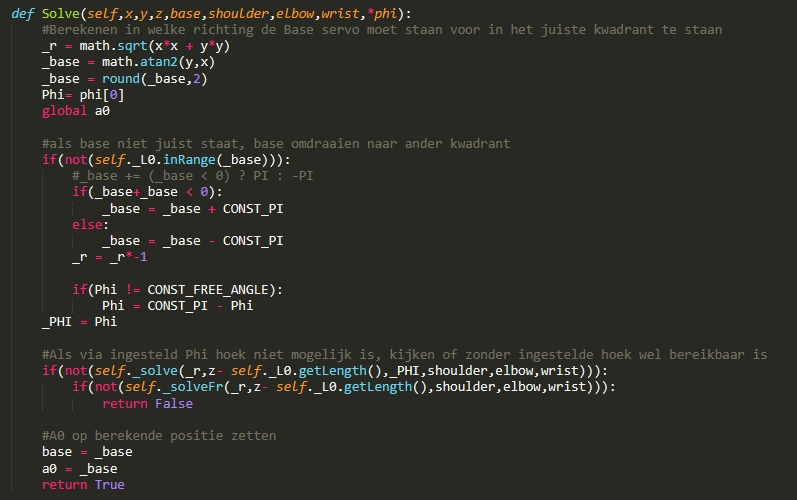 def Solve(self,x,y,z,base,shoulder,elbow,wrist,*phi):
#Berekenen in welke richting de Base servo moet staan voor in het juiste kwadrant te staan
_r = math.sqrt(x*x + y*y)
_base = math.atan2(y,x)
_base = round(_base,2)
Phi= phi[0]
global a0
#als base niet juist staat, base omdraaien naar ander kwadrant
if(not(self._L0.inRange(_base))):
#_base += (_base < 0) ? PI : -PI
if(_base+_base < 0):
_base = _base + CONST_PI
else:
_base = _base - CONST_PI
_r = _r*-1
if(Phi != CONST_FREE_ANGLE):
Phi = CONST_PI - Phi
_PHI = Phi
#Als via ingesteld Phi hoek niet mogelijk is, kijken of zonder ingestelde hoek wel bereikbaar is
if(not(self._solve(_r,z- self._L0.getLength(),_PHI,shoulder,elbow,wrist))):
if(not(self._solveFr(_r,z- self._L0.getLength(),shoulder,elbow,wrist))):
return False
#A0 op berekende positie zetten
base = _base
a0 = _base
return True